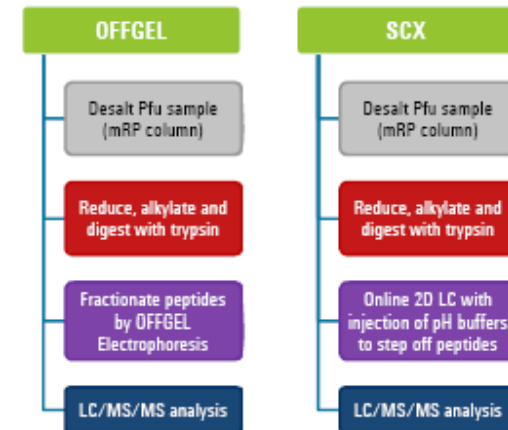 OFFGEL
Desalt Pfu sample
(mRP column)
Reduce, alkylate and
digest with trypsin
Fractionate peptides
by OFFGEL
Electrophoresis
LC/MS/MS analysis
SCX
Desalt Pfu sample
(mRP column)
Reduce, alkylate and
digest with trypsin
Online 2D LC with
injection of pH buffers
to step off peptides
LC/MS/MS analysis